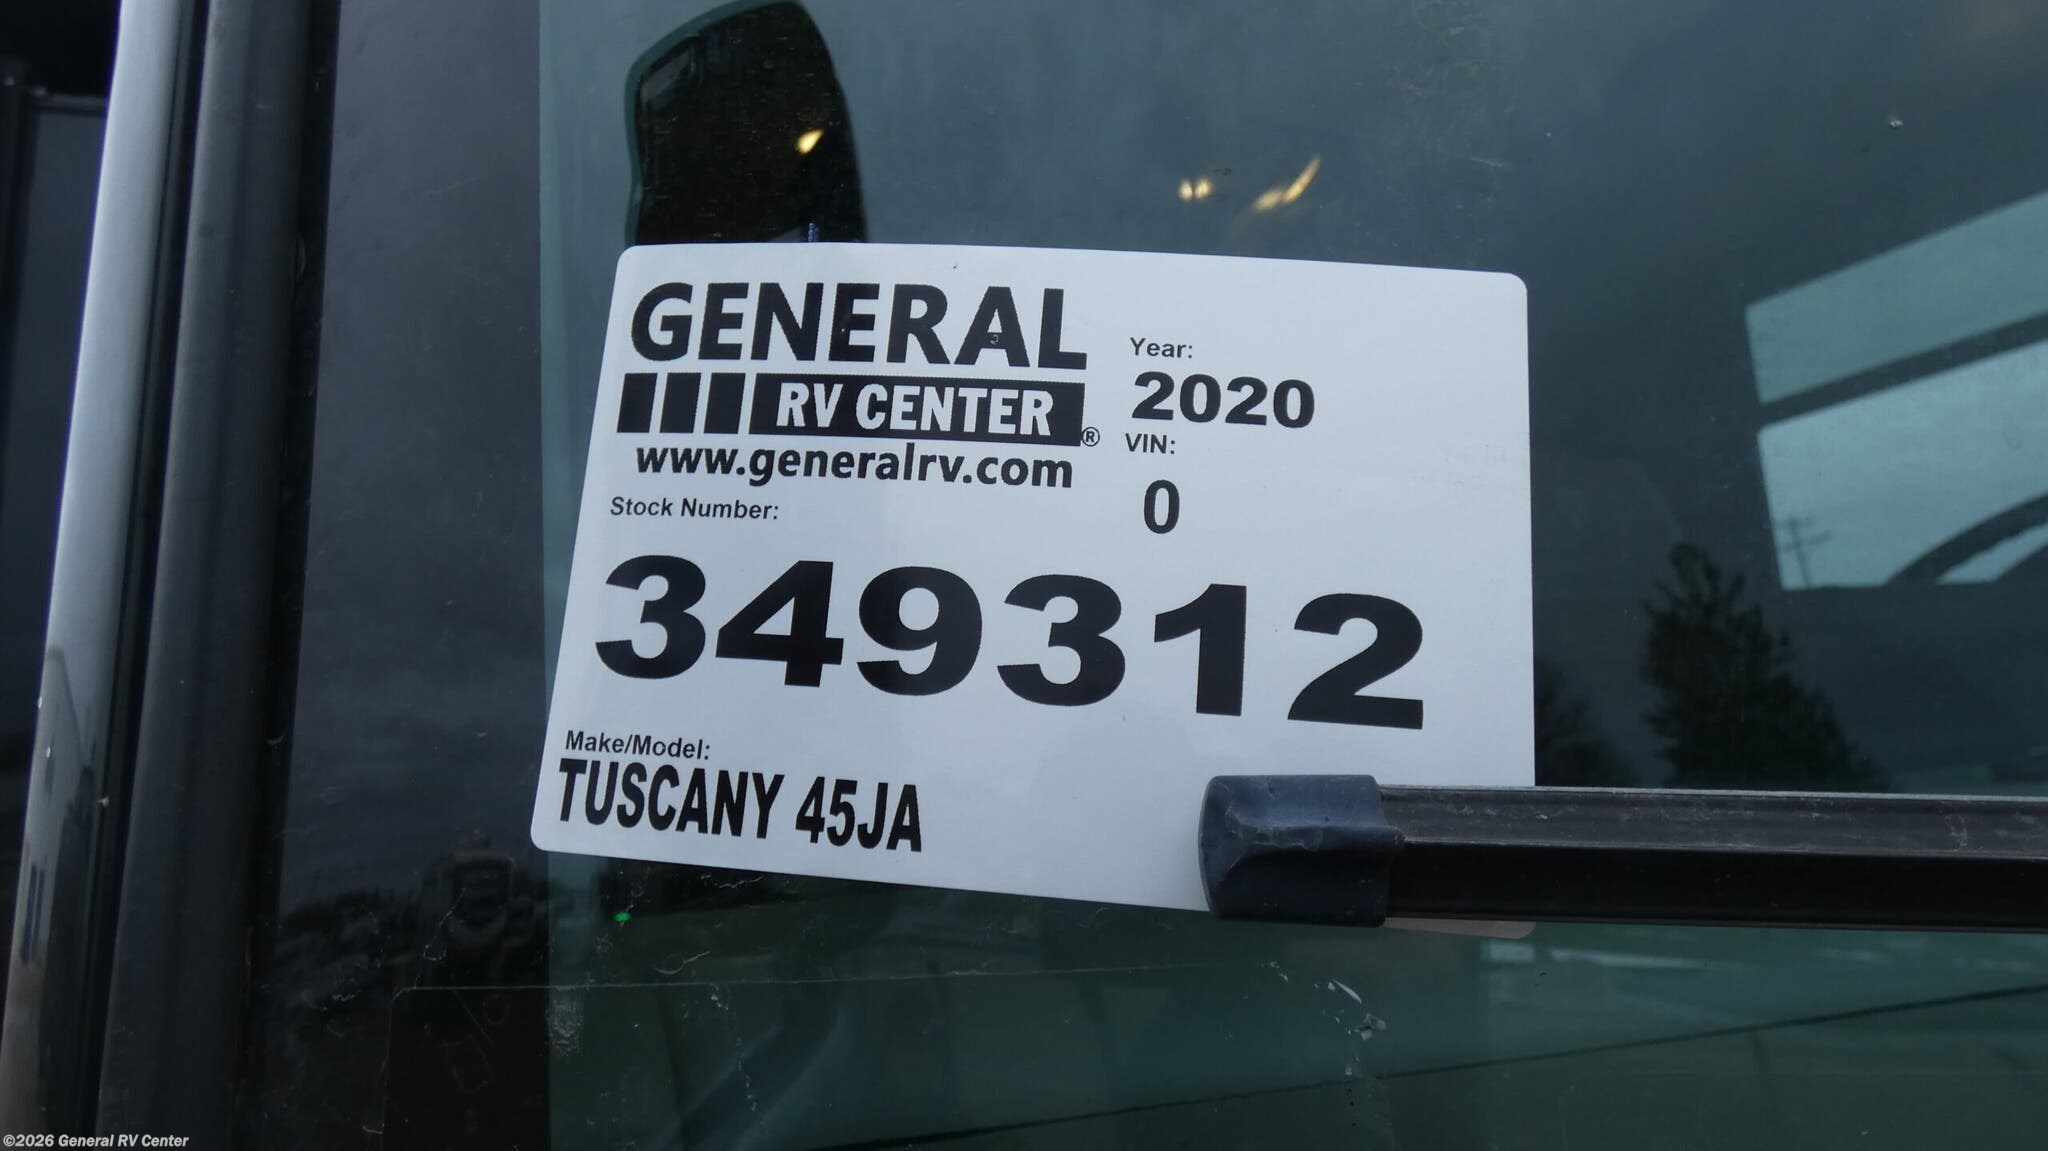 GENERAL
RV CENTER®
www.generalrv.com
Stock Number:
349312
Year:
2020
VIN:
0
Make/Model:
TUSCANY 45JA
©2026 General RV Center